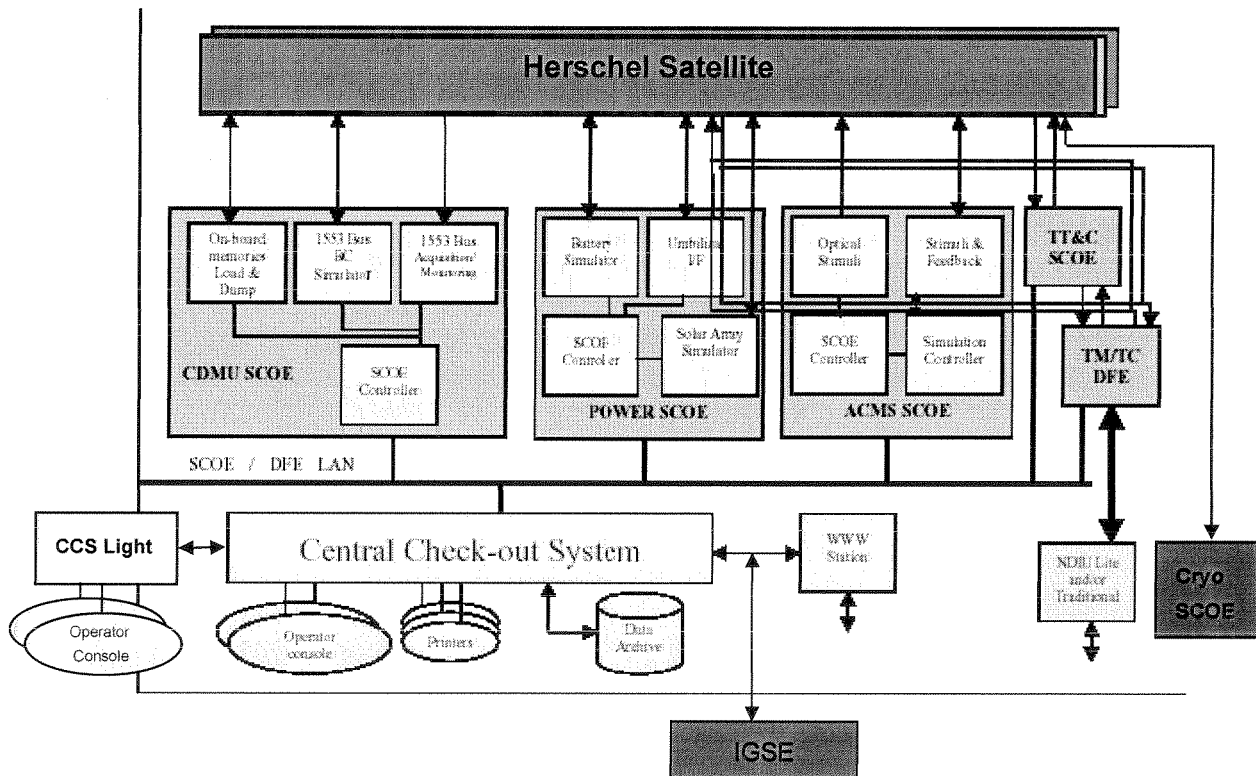 Herschel Satellite
On-board
memories
Load &
Dump
1553 Bus
BC
Simulator
1553 Bus
Acquisition/
Monitoring
SCOE
Controller
CDMU SCOE
Battery
Simulator
Umbilical
I/F
SCOE
Controller
Solar Array
Simulator
POWER SCOE
Optical
Stimuli
Stimuli &
Feedback
SCOE
Controller
Simulation
Controller
ACMS SCOE
TT&C
SCOE
TM/TC
DFE
SCOE / DFE LAN
CCS Light
Central Check-out System
WWW
Station
NDIU Lite
and/or
Traditional
Cryo
SCOE
Operator
Console
Operator
console
Printers
Data
Archive
IGSE